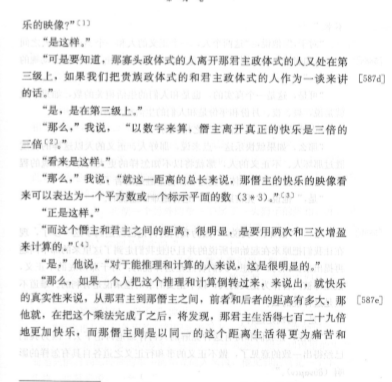 乐的映像？”〔1〕
“是这样。”
“可是要知道，那寡头政体式的人离开那君主政体式的人又处在第
三级上，如果我们把贵族政体式的和君主政体式的人作为一谈来讲 [587d]
的话。”
“是，是在第三级上。”
“那么，”我说，“以数字来算，僭主离开真正的快乐是三倍的
三倍〔2〕。”
“看来是这样。”
“那么，”我说，“就这一距离的总长来说，那僭主的快乐的映像看
来可以表达为一个平方数或一个标示平面的数（3*3）。”〔3〕
“正是这样。”
“而这个僭主和君主之间的距离，很明显，是要用两次和三次增盈
来计算的。”〔4〕
“是，”他说，“对于能推理和计算的人来说，这是很明显的。”
“那么，如果一个人把这个推理和计算倒转过来，来说出，就快乐
的真实性来说，从那君主到那僭主之间，前者和后者的距离有多大，那 [587e]
他就，在把这个乘法完成了之后，将发现，那君主生活得七百二十九倍
地更加快乐，而那僭主则是以同一的这个距离生活得更为痛苦和